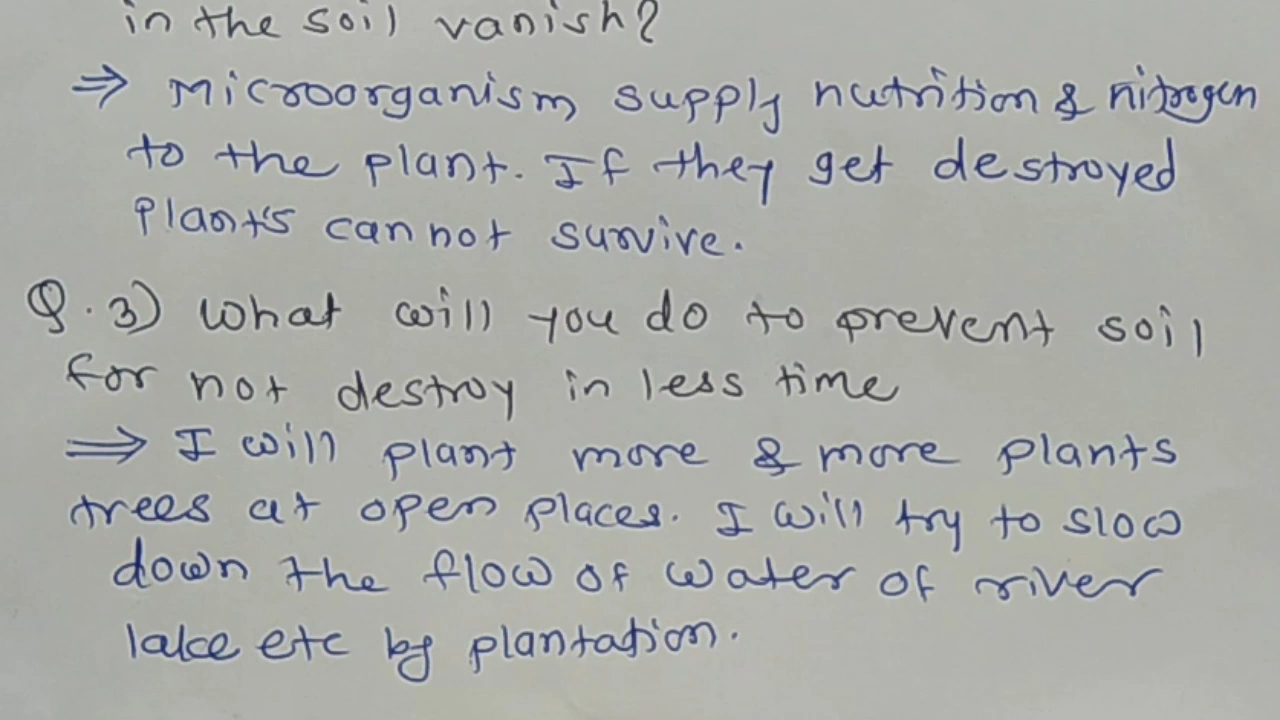 in the soil vanish?
⇒ Microorganism supply nutrition & nitrogen
to the plant. If they get destroyed
Plant's can not survive.
Q.3) What will you do to prevent soil
for not destroy in less time
⇒ I will plant more & more plants
trees at open places. I will try to slow
down the flow of water of river
lake etc by plantation.